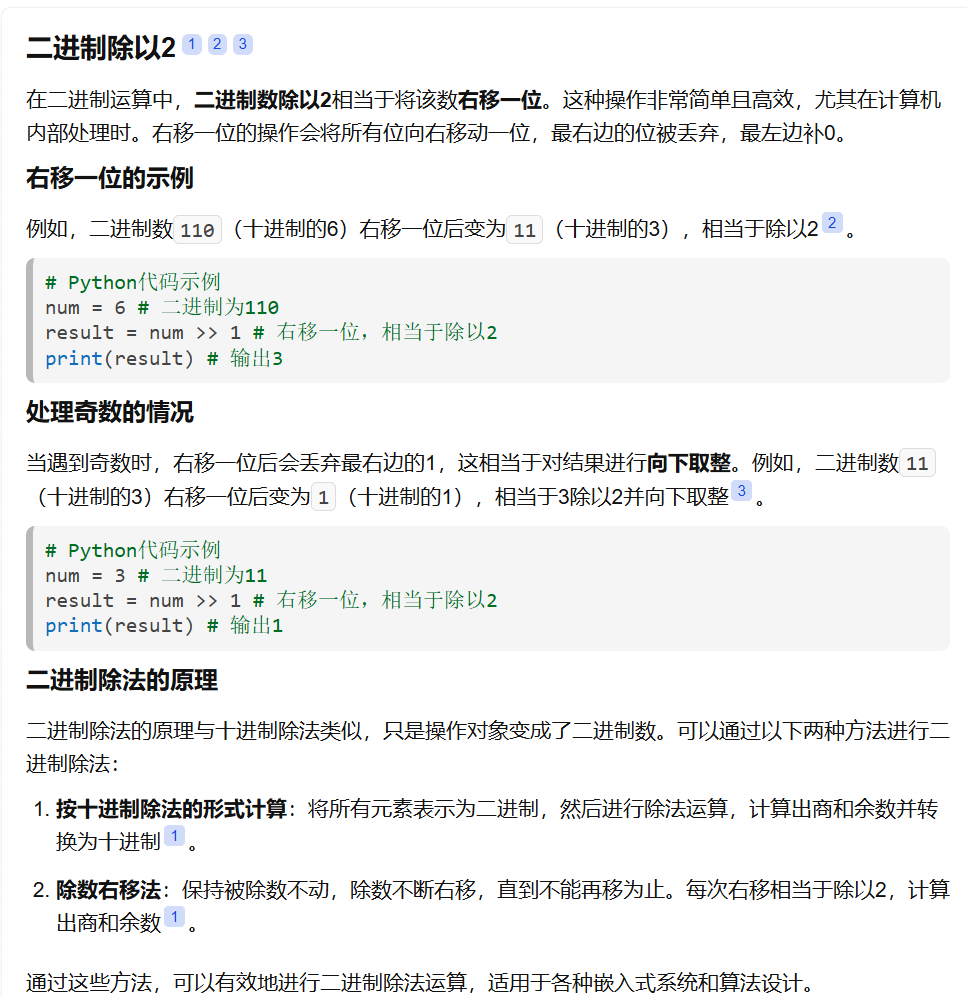 二进制除以2 1 2 3
在二进制运算中，二进制数除以2相当于将该数右移一位。这种操作非常简单且高效，尤其在计算机
内部处理时。右移一位的操作会将所有位向右移动一位，最右边的位被丢弃，最左边补0。
右移一位的示例
例如，二进制数 110 （十进制的6）右移一位后变为 11 （十进制的3），相当于除以2 2 。
# Python代码示例
num = 6 # 二进制为110
result = num >> 1 # 右移一位，相当于除以2
print(result) # 输出3
处理奇数的情况
当遇到奇数时，右移一位后会丢弃最右边的1，这相当于对结果进行向下取整。例如，二进制数 11
（十进制的3）右移一位后变为 1 （十进制的1），相当于3除以2并向下取整 3 。
# Python代码示例
num = 3 # 二进制为11
result = num >> 1 # 右移一位，相当于除以2
print(result) # 输出1
二进制除法的原理
二进制除法的原理与十进制除法类似，只是操作对象变成了二进制数。可以通过以下两种方法进行二
进制除法：
1. 按十进制除法的形式计算：将所有元素表示为二进制，然后进行除法运算，计算出商和余数并转
换为十进制 1 。
2. 除数右移法：保持被除数不动，除数不断右移，直到不能再移为止。每次右移相当于除以2，计算
出商和余数 1 。
通过这些方法，可以有效地进行二进制除法运算，适用于各种嵌入式系统和算法设计。